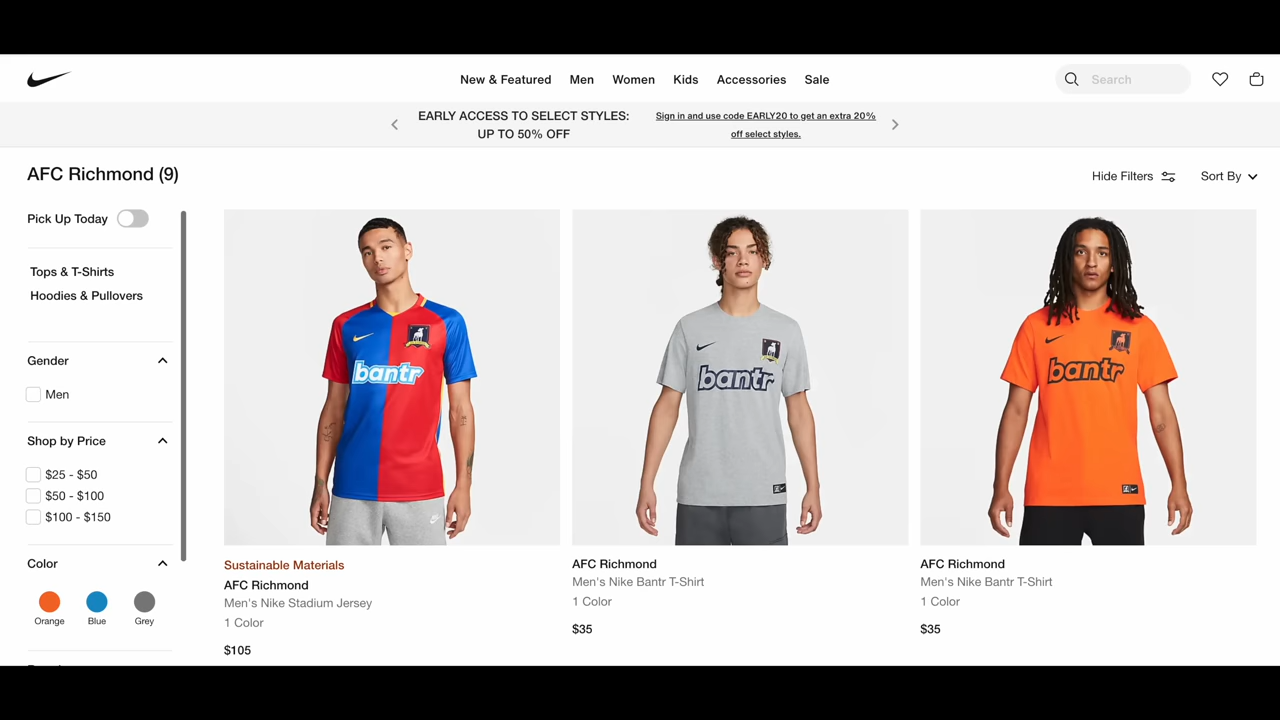 New & Featured Men Women Kids Accessories Sale
Search
EARLY ACCESS TO SELECT STYLES:
UP TO 50% OFF
Sign in and use code EARLY20 to get an extra 20%
off select styles.
AFC Richmond (9)
Hide Filters
Sort By
Pick Up Today
Tops & T-Shirts
Hoodies & Pullovers
Gender
Men
Shop by Price
$25 - $50
$50 - $100
$100 - $150
Color
Orange
Blue
Grey
bantr
Sustainable Materials
AFC Richmond
Men's Nike Stadium Jersey
1 Color
$105
bantr
AFC Richmond
Men's Nike Bantr T-Shirt
1 Color
$35
bantr
AFC Richmond
Men's Nike Bantr T-Shirt
1 Color
$35